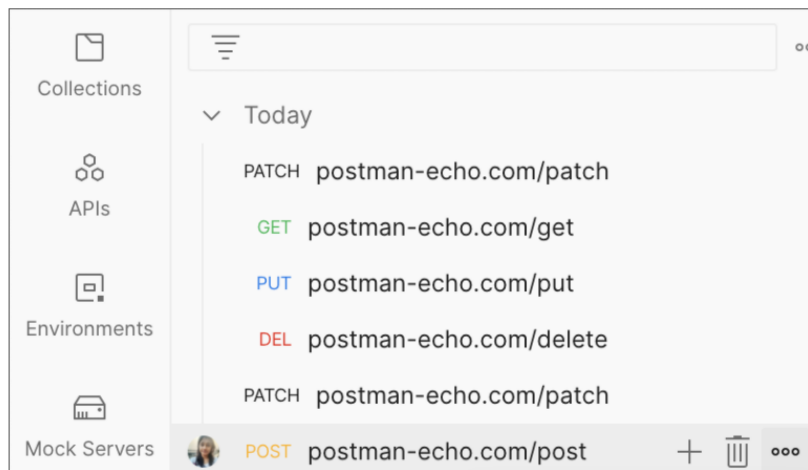 Collections
APIs
Environments
Mock Servers
Today
PATCH postman-echo.com/patch
GET postman-echo.com/get
PUT postman-echo.com/put
DEL postman-echo.com/delete
PATCH postman-echo.com/patch
POST postman-echo.com/post